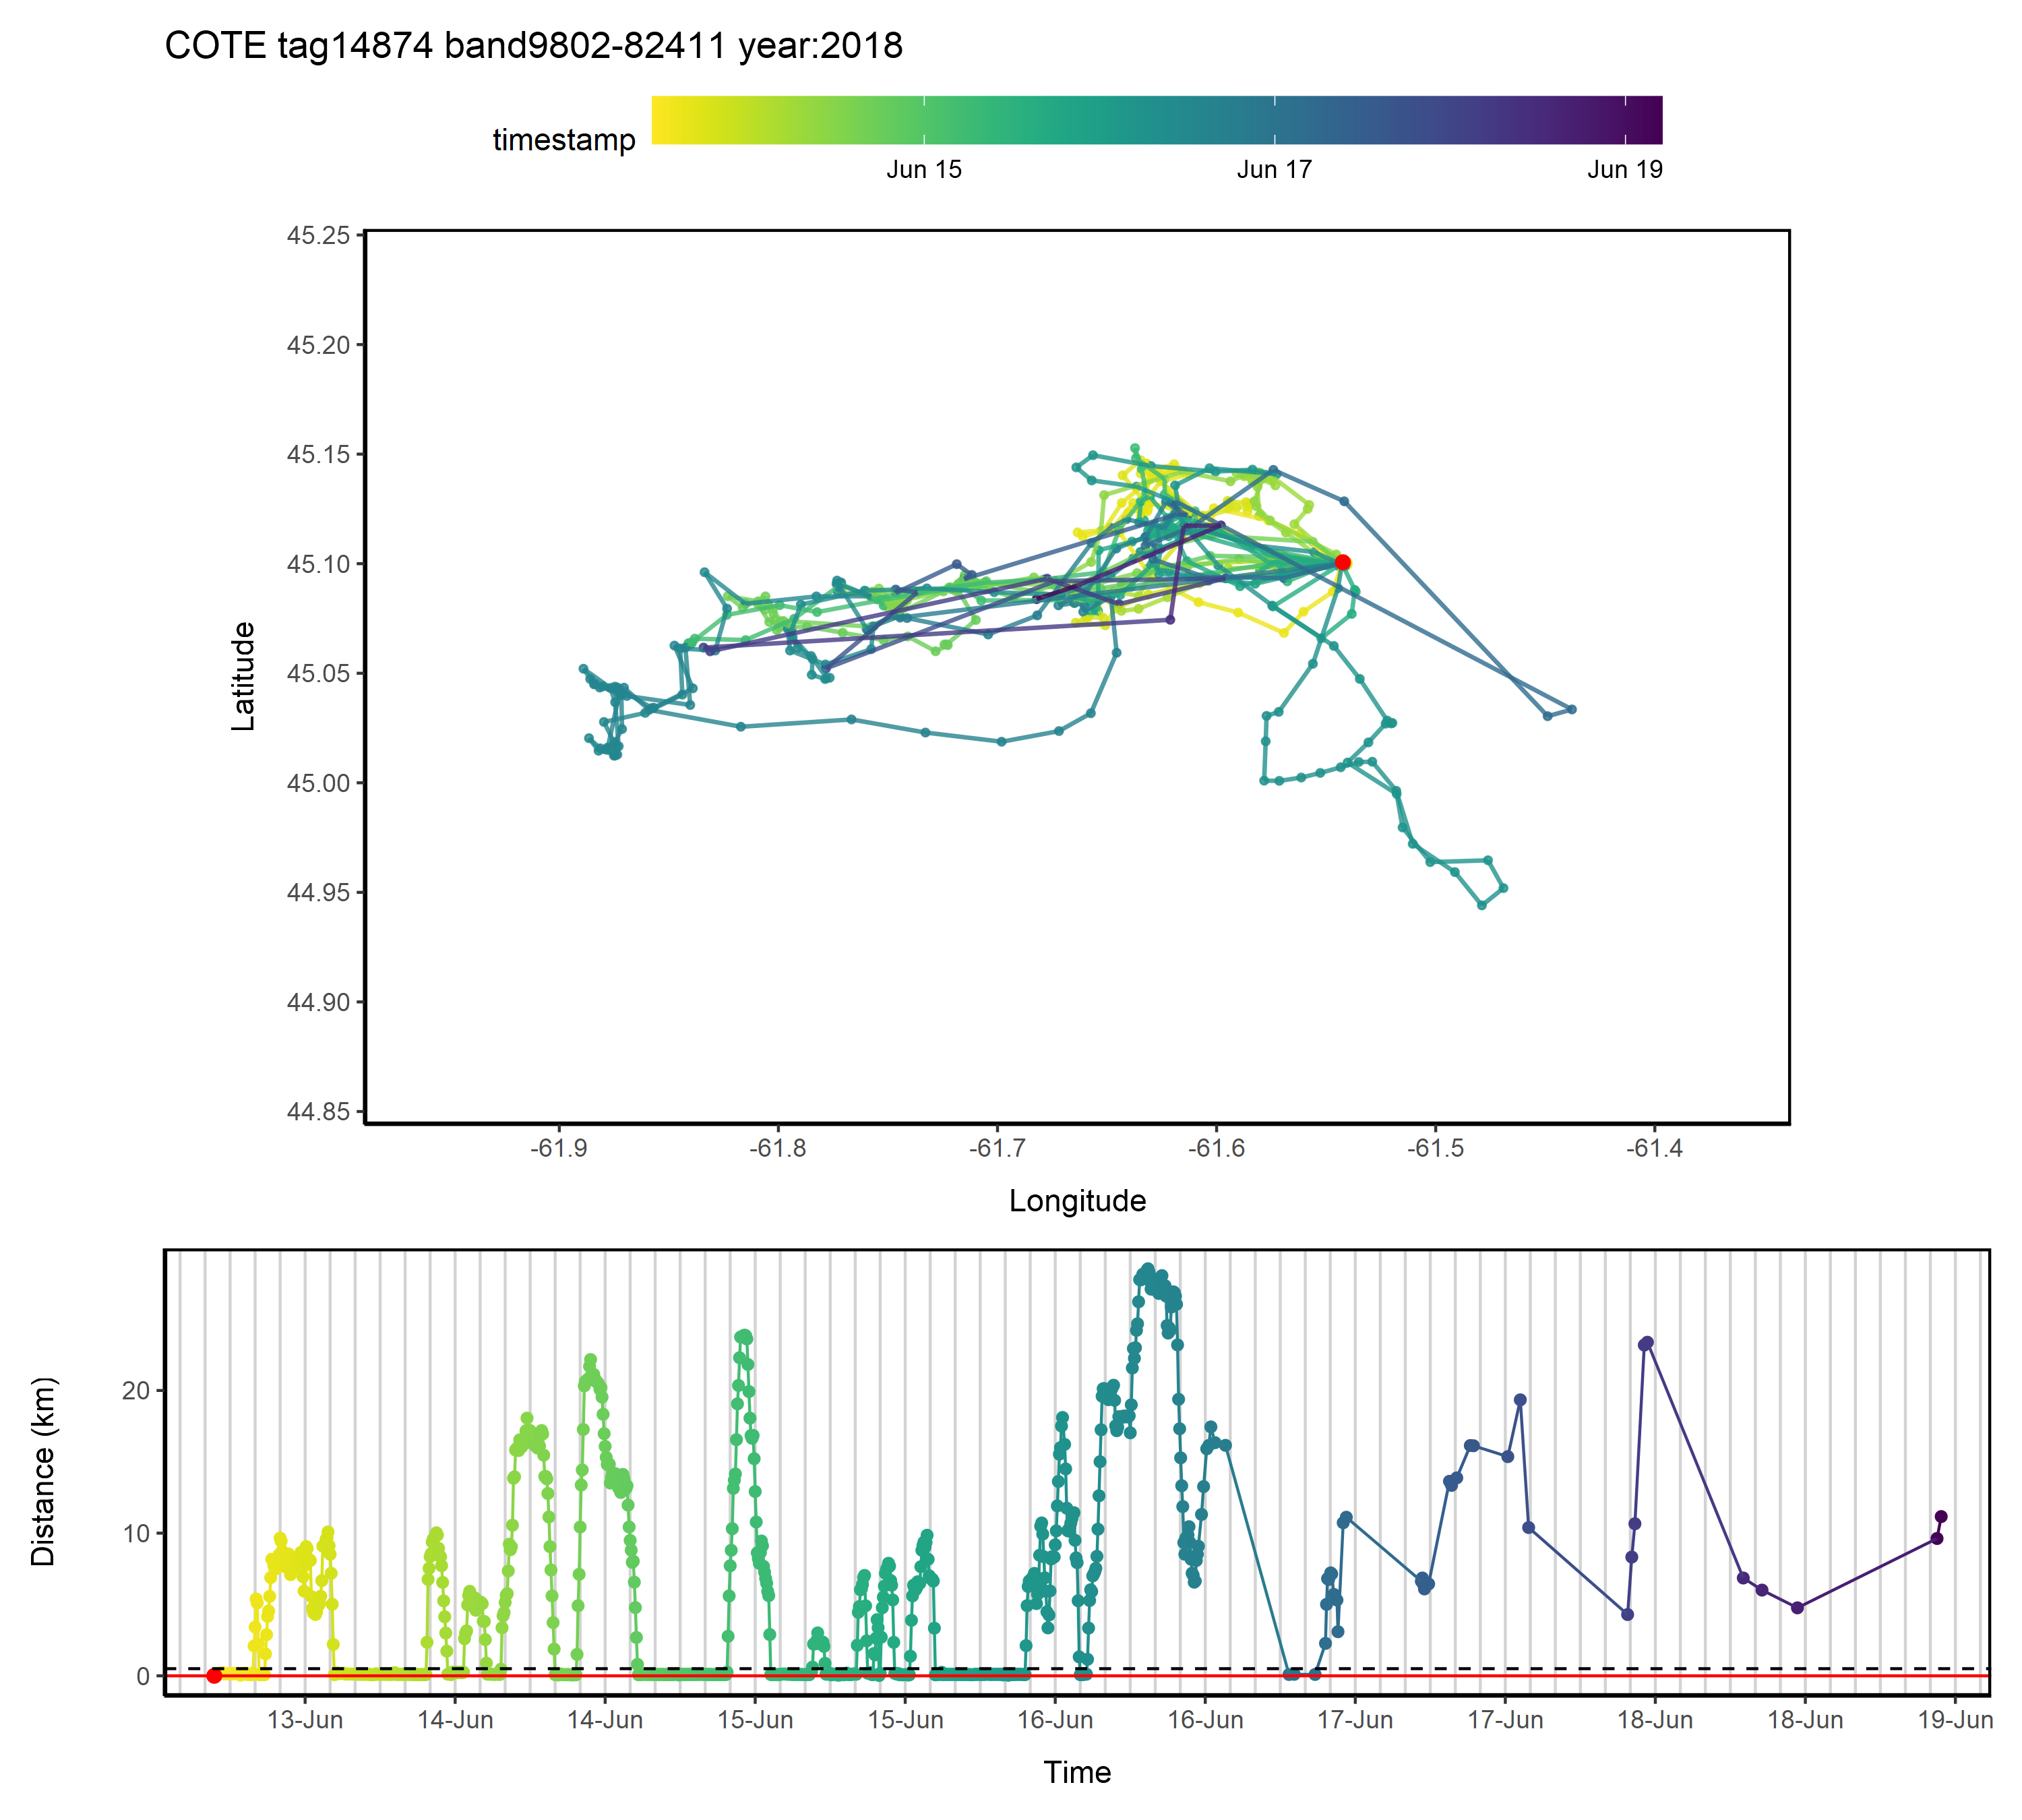 COTE tag14874 band9802-82411 year:2018
timestamp
Jun 15 Jun 17 Jun 19
45.25
45.20
45.15
45.10
45.05
45.00
44.95
44.90
44.85
Latitude
-61.9 -61.8 -61.7 -61.6 -61.5 -61.4
Longitude
20
10
0
Distance (km)
13-Jun 14-Jun 14-Jun 15-Jun 15-Jun 16-Jun 16-Jun 17-Jun 17-Jun 18-Jun 18-Jun 19-Jun
Time